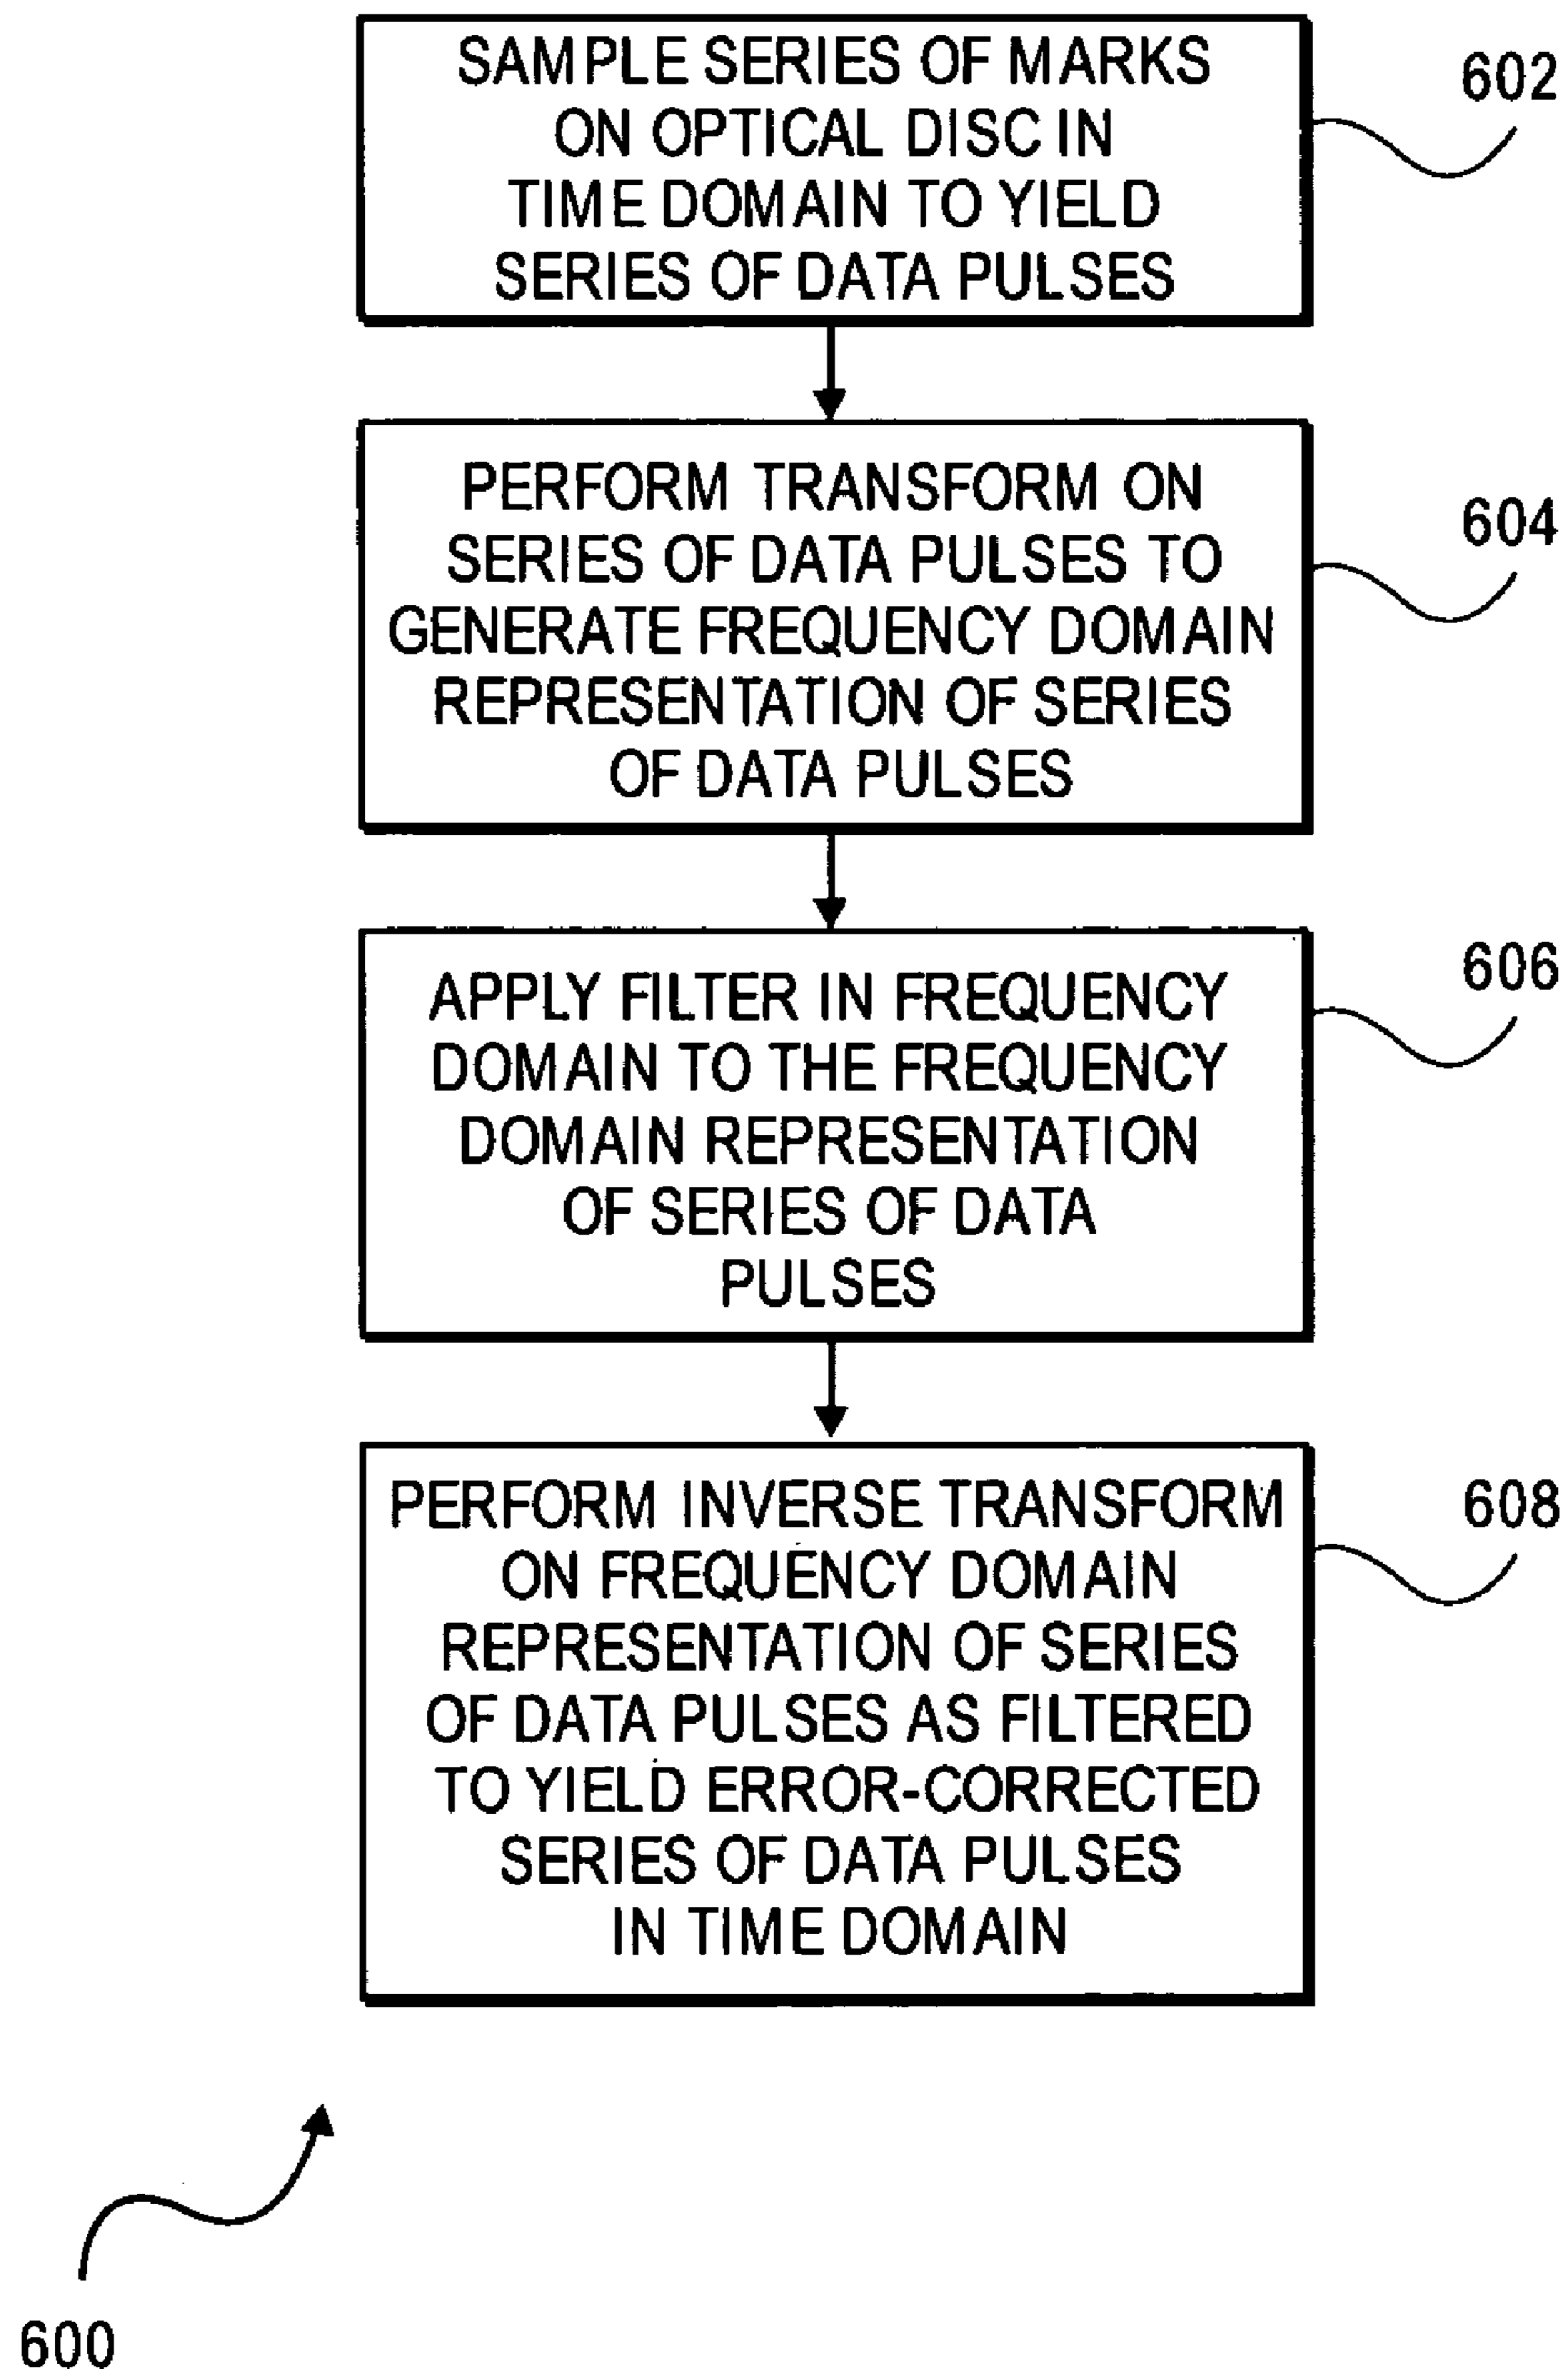 SAMPLE SERIES OF MARKS
ON OPTICAL DISC IN
TIME DOMAIN TO YIELD
SERIES OF DATA PULSES
602
PERFORM TRANSFORM ON
SERIES OF DATA PULSES TO
GENERATE FREQUENCY DOMAIN
REPRESENTATION OF SERIES
OF DATA PULSES
604
APPLY FILTER IN FREQUENCY
DOMAIN TO THE FREQUENCY
DOMAIN REPRESENTATION
OF SERIES OF DATA
PULSES
606
PERFORM INVERSE TRANSFORM
ON FREQUENCY DOMAIN
REPRESENTATION OF SERIES
OF DATA PULSES AS FILTERED
TO YIELD ERROR-CORRECTED
SERIES OF DATA PULSES
IN TIME DOMAIN
608
600